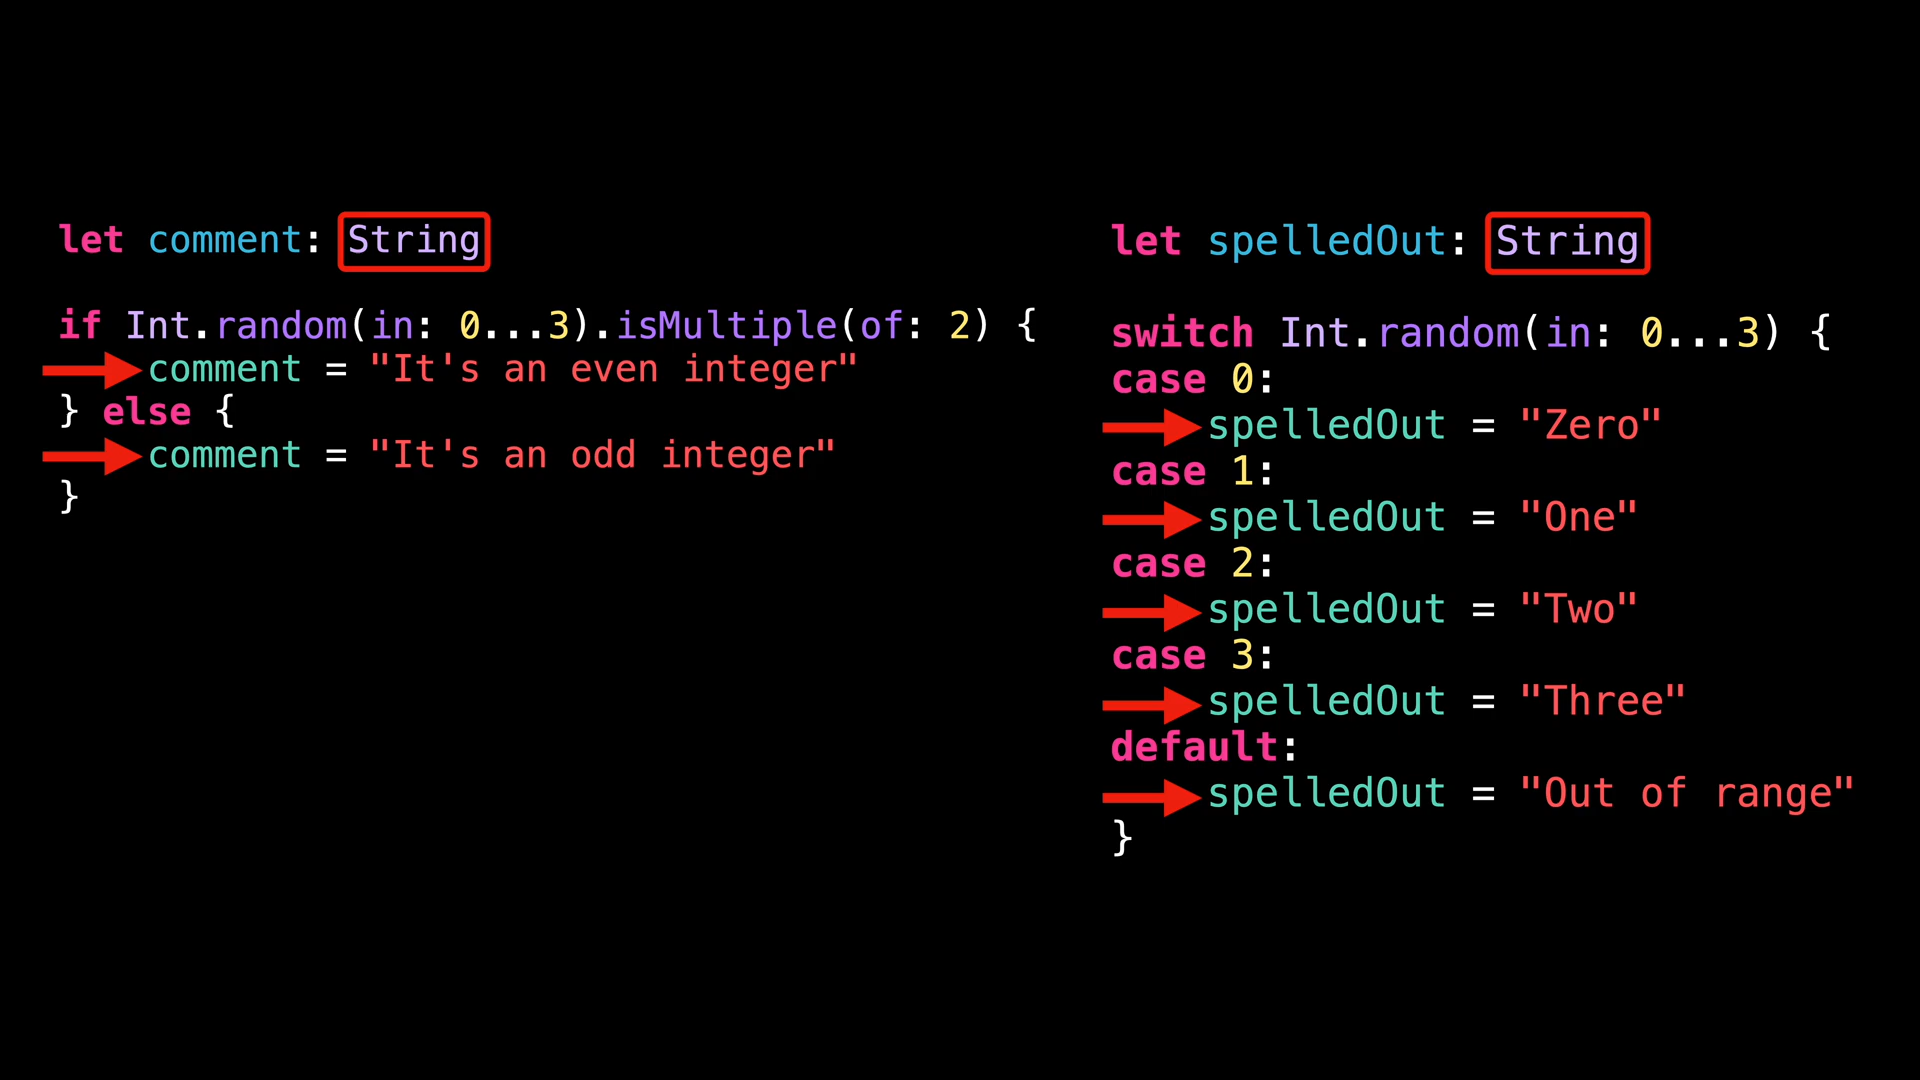 let comment: String
if Int.random(in: 0...3).isMultiple(of: 2) {
comment = "It's an even integer"
} else {
comment = "It's an odd integer"
}
let spelledOut: String
switch Int.random(in: 0...3) {
case 0:
spelledOut = "Zero"
case 1:
spelledOut = "One"
case 2:
spelledOut = "Two"
case 3:
spelledOut = "Three"
default:
spelledOut = "Out of range"
}